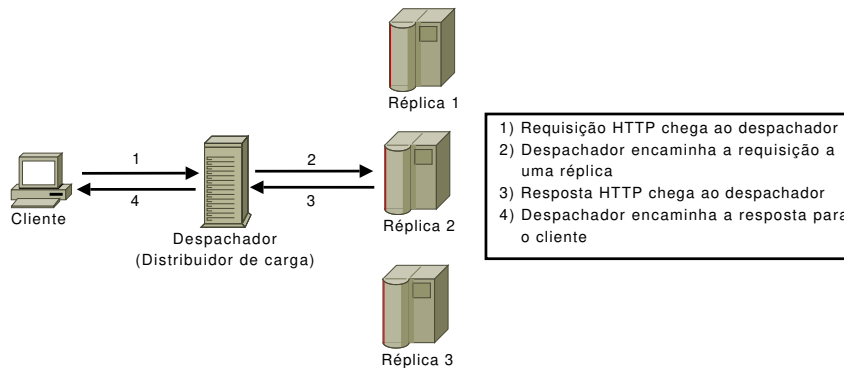 Réplica 1
1
2
4
3
Cliente
Despachador
(Distribuidor de carga)
Réplica 2
Réplica 3
1) Requisição HTTP chega ao despachador
2) Despachador encaminha a requisição a
uma réplica
3) Resposta HTTP chega ao despachador
4) Despachador encaminha a resposta para
o cliente